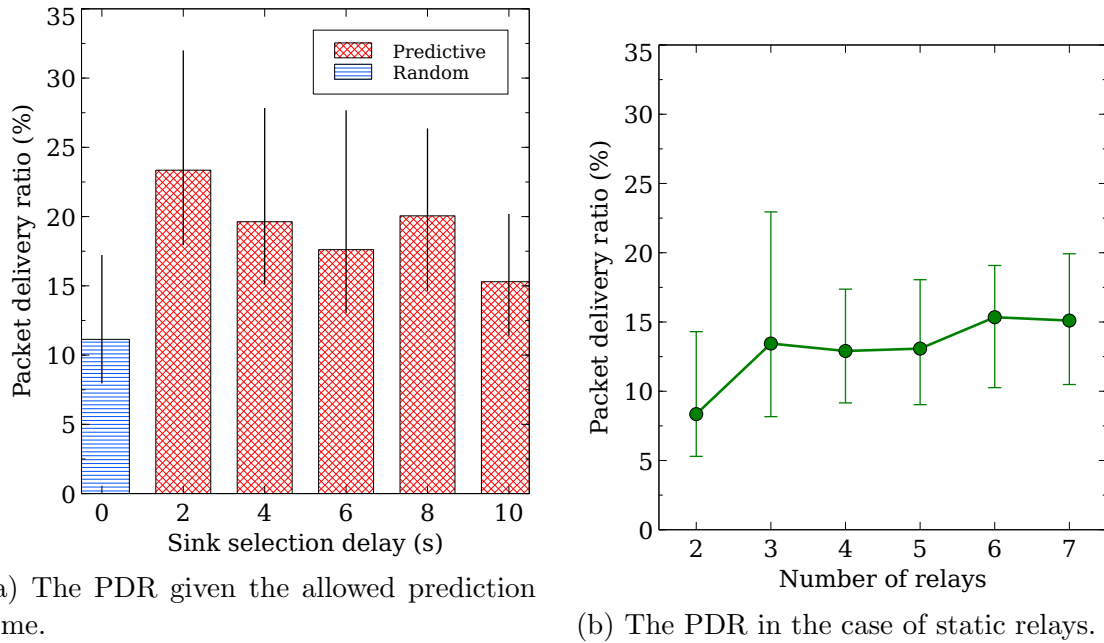 35
30
25
20
15
10
5
0
Packet delivery ratio (%)
Predictive
Random
0 2 4 6 8 10
Sink selection delay (s)
a) The PDR given the allowed prediction
me.
35
30
25
20
15
10
5
0
Packet delivery ratio (%)
2 3 4 5 6 7
Number of relays
(b) The PDR in the case of static relays.